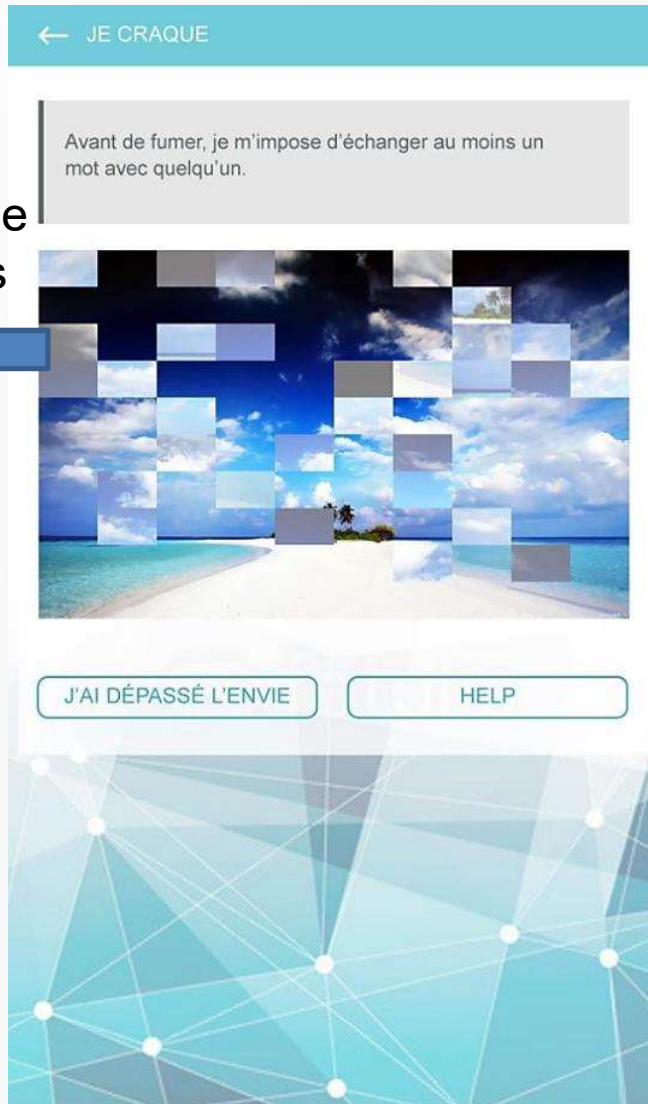 ← JE CRAQUE
Avant de fumer, je m’impose d’échanger au moins un
mot avec quelqu’un.
e
s
J’AI DÉPASSÉ L’ENVIE
HELP